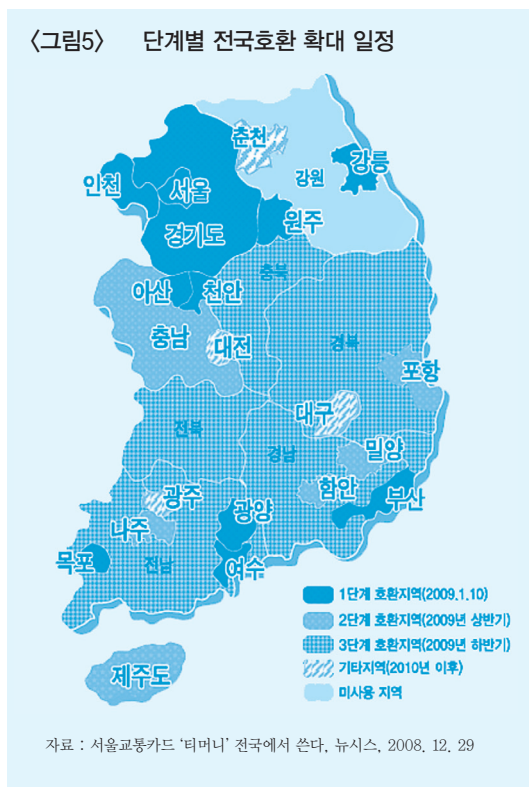 〈그림5〉 단계별 전국호환 확대 일정
춘천
강릉
인천
서울
강원
경기도
원주
충북
아산
천안
충남
대전
경북
포항
대구
전북
경남
밀양
함안
광주
광양
부산
나주
목포
전남
여수
1단계 호환지역(2009.1.10)
2단계 호환지역(2009년 상반기)
3단계 호환지역(2009년 하반기)
기타지역(2010년 이후)
미사용 지역
제주도
자료 : 서울교통카드 ‘티머니’ 전국에서 쓴다, 뉴시스, 2008. 12. 29